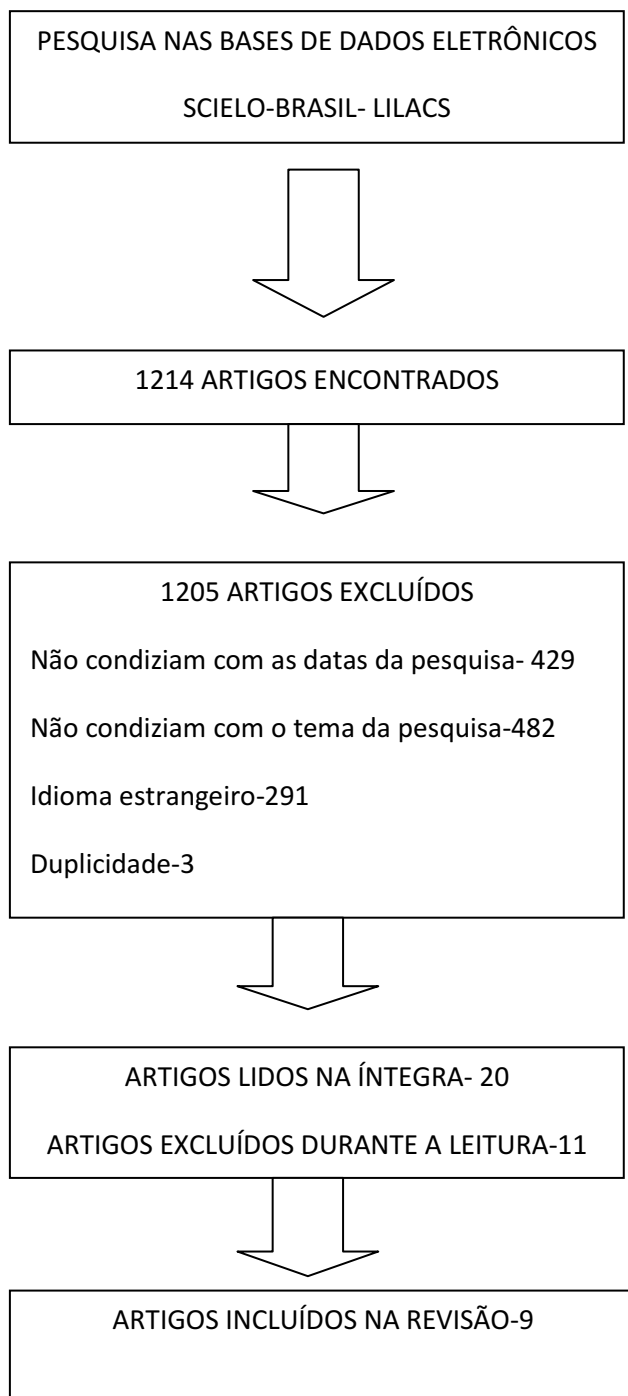 PESQUISA NAS BASES DE DADOS ELETRÔNICOS
SCIELO-BRASIL- LILACS
1214 ARTIGOS ENCONTRADOS
1205 ARTIGOS EXCLUÍDOS
Não condiziam com as datas da pesquisa- 429
Não condiziam com o tema da pesquisa-482
Idioma estrangeiro-291
Duplicidade-3
ARTIGOS LIDOS NA ÍNTEGRA- 20
ARTIGOS EXCLUÍDOS DURANTE A LEITURA-11
ARTIGOS INCLUÍDOS NA REVISÃO-9